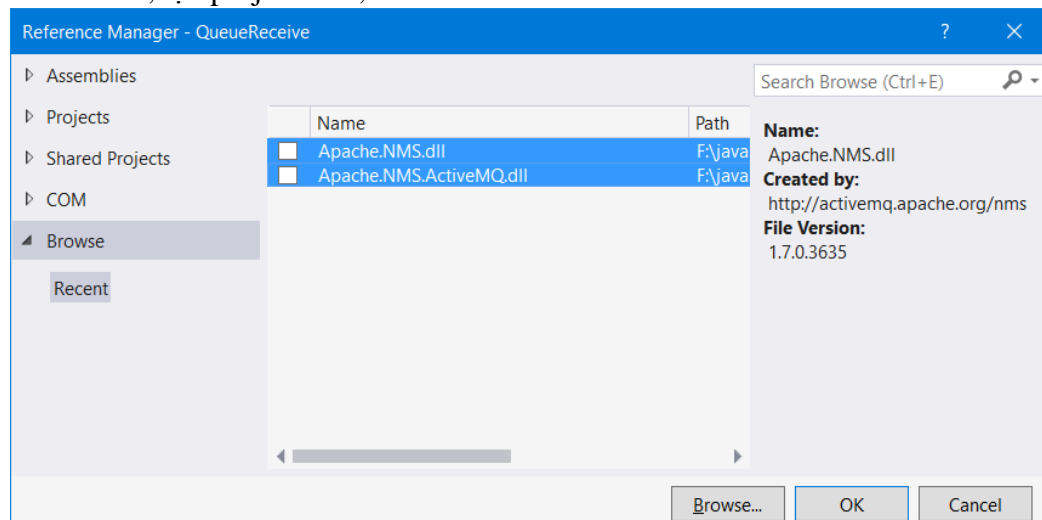 Reference Manager - QueueReceive ?
Assemblies
Search Browse (Ctrl+E)
Projects
Name Path
Name:
Shared Projects
Apache.NMS.dll F:\java
Apache.NMS.dll
Apache.NMS.ActiveMQ.dll F:\java
Created by:
COM
http://activemq.apache.org/nms
File Version:
Browse
1.7.0.3635
Recent
Browse... OK Cancel